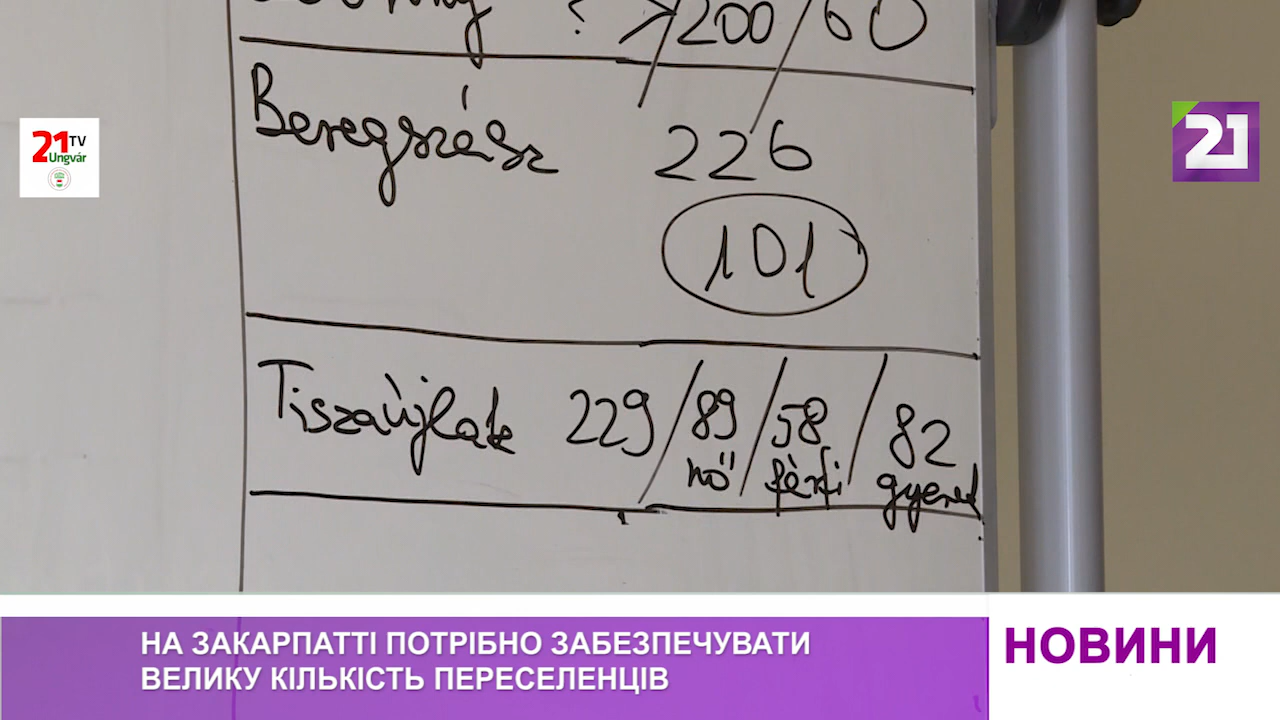 ? 200/60
Beregszász 226
101
Tiszaújlak 229/89/58/82
nő férfi gyerek
21 TV
Ungvár
21
НА ЗАКАРПАТТІ ПОТРІБНО ЗАБЕЗПЕЧУВАТИ
ВЕЛИКУ КІЛЬКІСТЬ ПЕРЕСЕЛЕНЦІВ
НОВИНИ